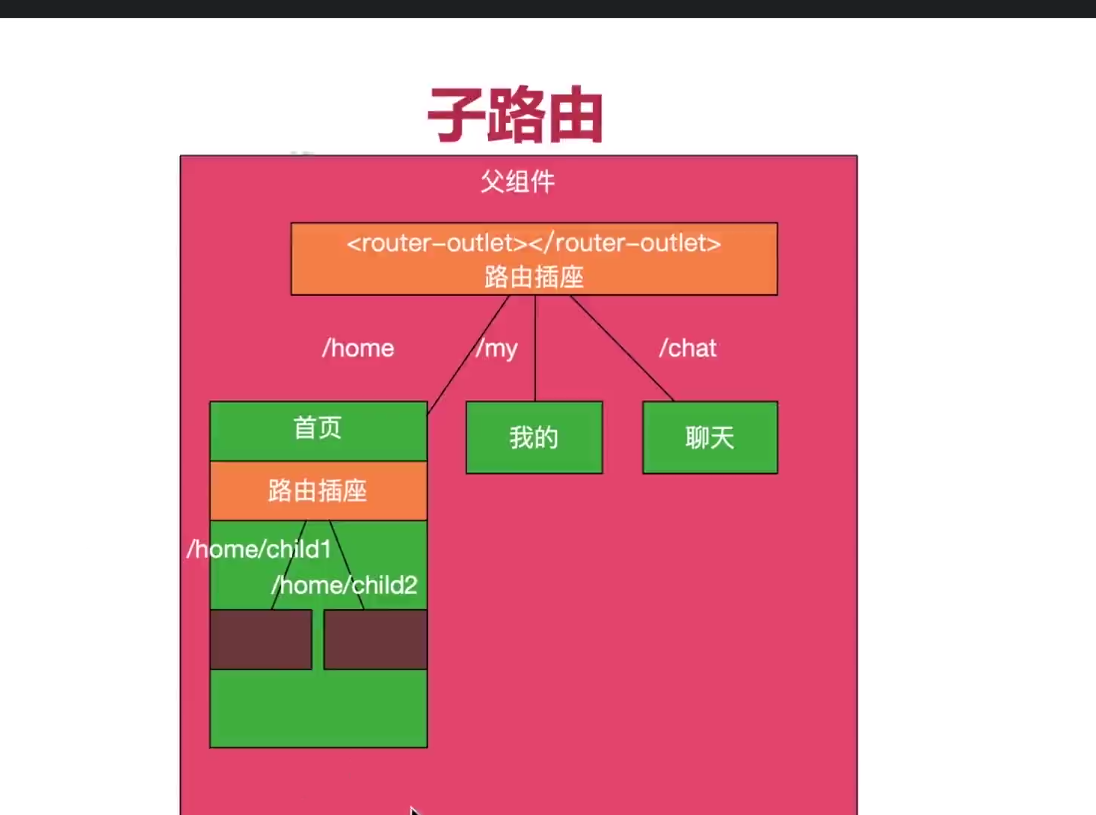 子路由
父组件
<router-outlet></router-outlet>
路由插座
/home
/my
/chat
首页
我的
聊天
路由插座
/home/child1
/home/child2